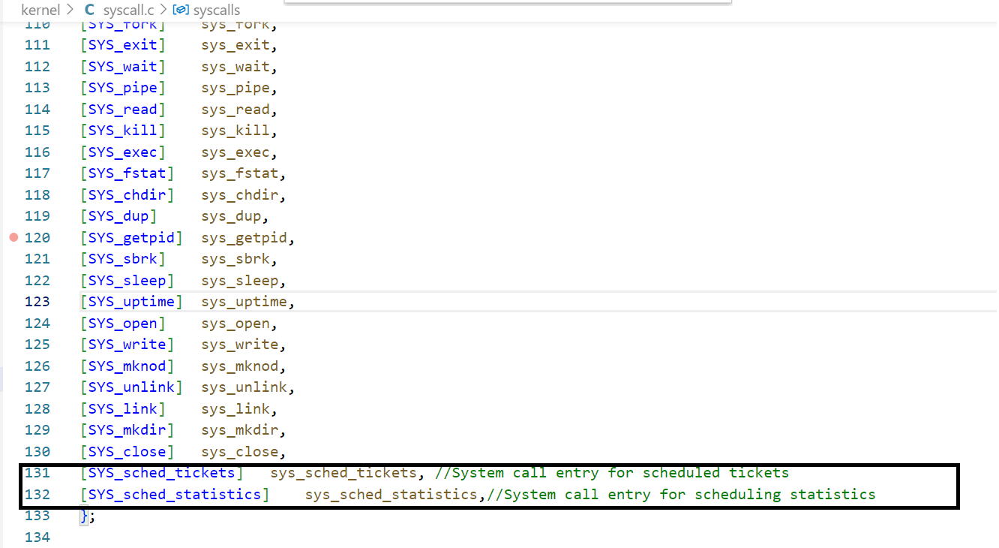 kernel > C syscall.c > syscalls
110 [SYS_fork] sys_fork,
111 [SYS_exit] sys_exit,
112 [SYS_wait] sys_wait,
113 [SYS_pipe] sys_pipe,
114 [SYS_read] sys_read,
115 [SYS_kill] sys_kill,
116 [SYS_exec] sys_exec,
117 [SYS_fstat] sys_fstat,
118 [SYS_chdir] sys_chdir,
119 [SYS_dup] sys_dup,
120 [SYS_getpid] sys_getpid,
121 [SYS_sbrk] sys_sbrk,
122 [SYS_sleep] sys_sleep,
123 [SYS_uptime] sys_uptime,
124 [SYS_open] sys_open,
125 [SYS_write] sys_write,
126 [SYS_mknod] sys_mknod,
127 [SYS_unlink] sys_unlink,
128 [SYS_link] sys_link,
129 [SYS_mkdir] sys_mkdir,
130 [SYS_close] sys_close,
131 [SYS_sched_tickets] sys_sched_tickets, //System call entry for scheduled tickets
132 [SYS_sched_statistics] sys_sched_statistics,//System call entry for scheduling statistics
133 };
134